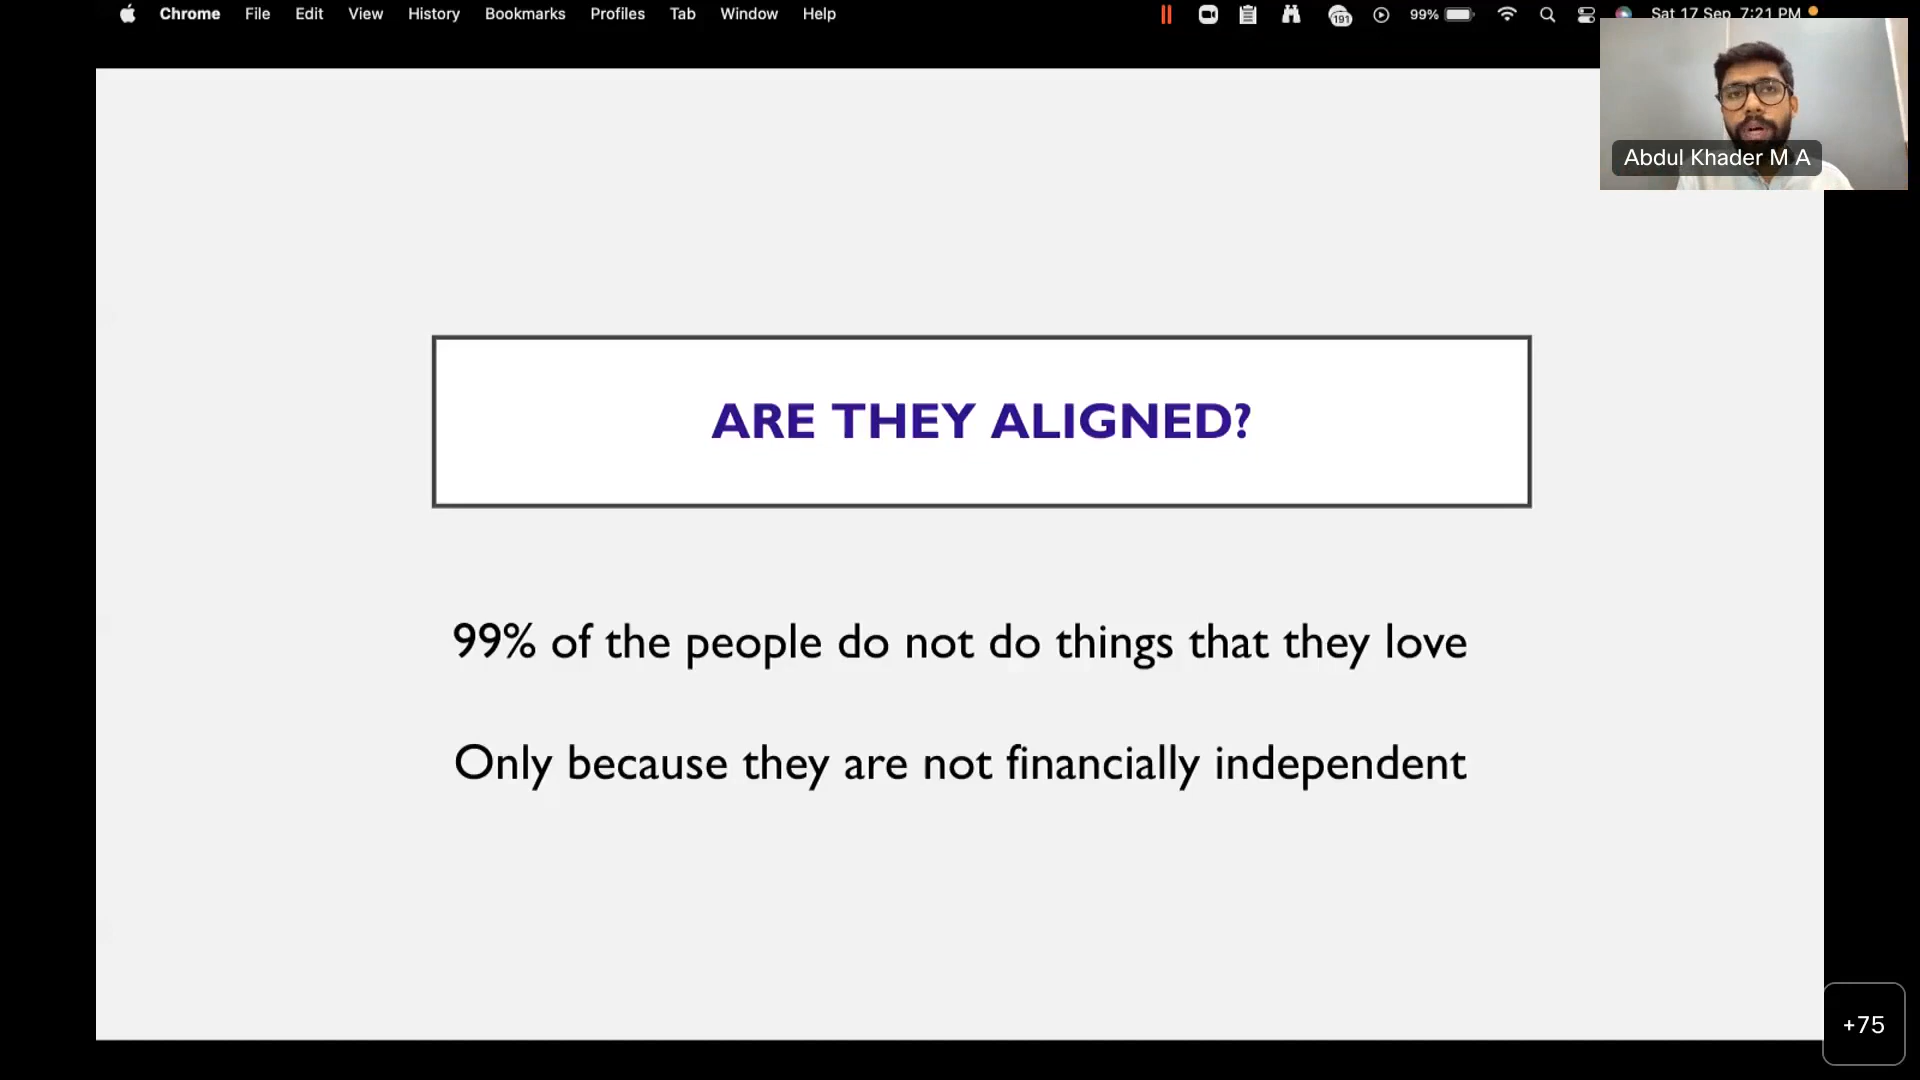 Chrome File Edit View History Bookmarks Profiles Tab Window Help 191 99% Sat 17 Sep 7:21 PM
Abdul Khader M A
ARE THEY ALIGNED?
99% of the people do not do things that they love
Only because they are not financially independent
+75